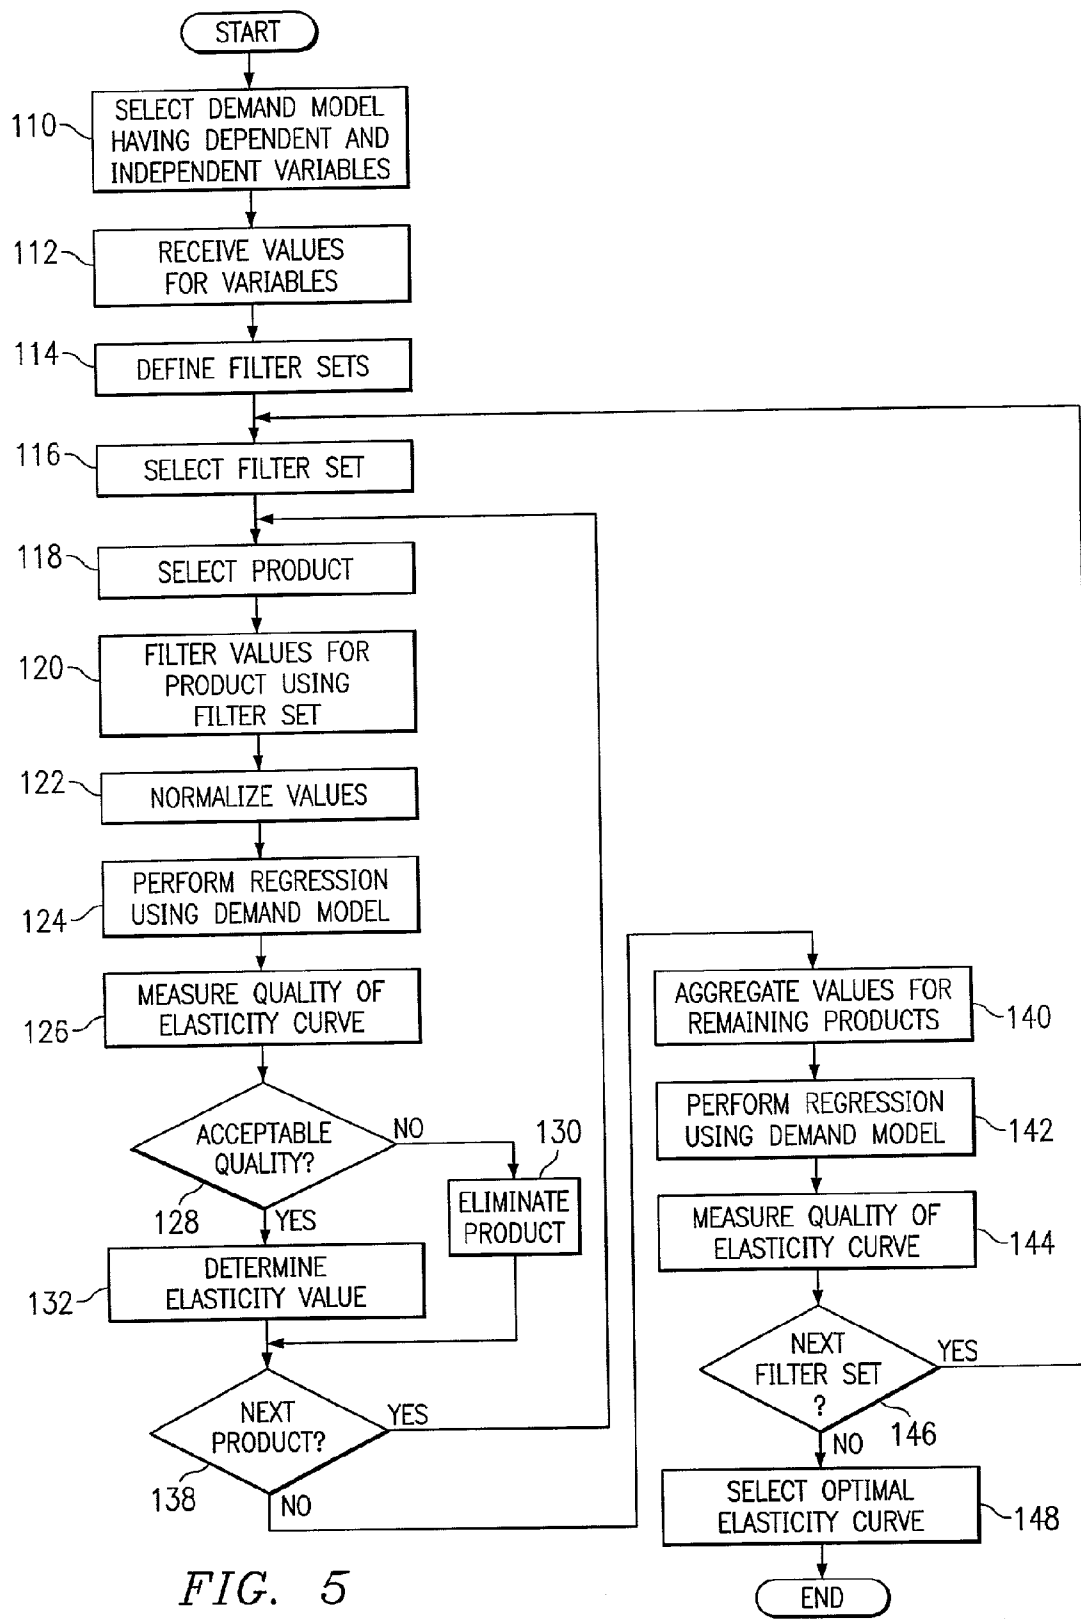 START
110
SELECT DEMAND MODEL
HAVING DEPENDENT AND
INDEPENDENT VARIABLES
112
RECEIVE VALUES
FOR VARIABLES
114
DEFINE FILTER SETS
116
SELECT FILTER SET
118
SELECT PRODUCT
120
FILTER VALUES FOR
PRODUCT USING
FILTER SET
122
NORMALIZE VALUES
124
PERFORM REGRESSION
USING DEMAND MODEL
126
MEASURE QUALITY OF
ELASTICITY CURVE
ACCEPTABLE
QUALITY?
128
NO
YES
130
ELIMINATE
PRODUCT
132
DETERMINE
ELASTICITY VALUE
NEXT
PRODUCT?
138
YES
NO
AGGREGATE VALUES FOR
REMAINING PRODUCTS
140
PERFORM REGRESSION
USING DEMAND MODEL
142
MEASURE QUALITY OF
ELASTICITY CURVE
144
NEXT
FILTER SET
?
YES
146
NO
SELECT OPTIMAL
ELASTICITY CURVE
148
END
FIG. 5